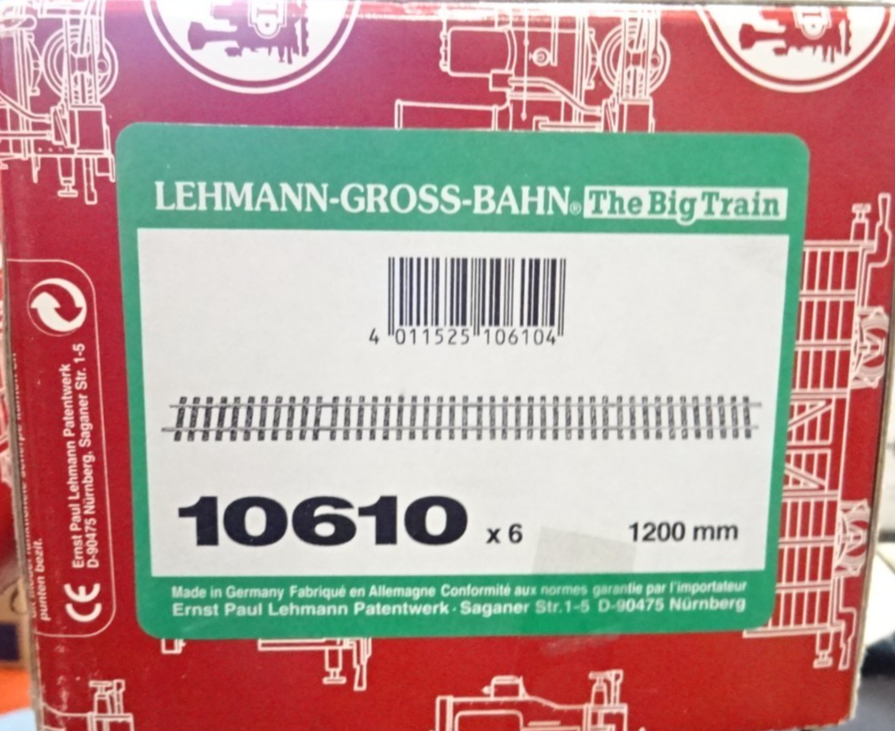 LEHMANN-GROSS-BAHN® The Big Train
4 011525 106104
10610 x 6 1200 mm
Made in Germany Fabriqué en Allemagne Conformité aux normes garantie par l'importateur
Ernst Paul Lehmann Patentwerk · Saganer Str. 1-5 D-90475 Nürnberg
punten bezit.
CE
Ernst Paul Lehmann Patentwerk
D-90475 Nürnberg, Saganer Str. 1-5